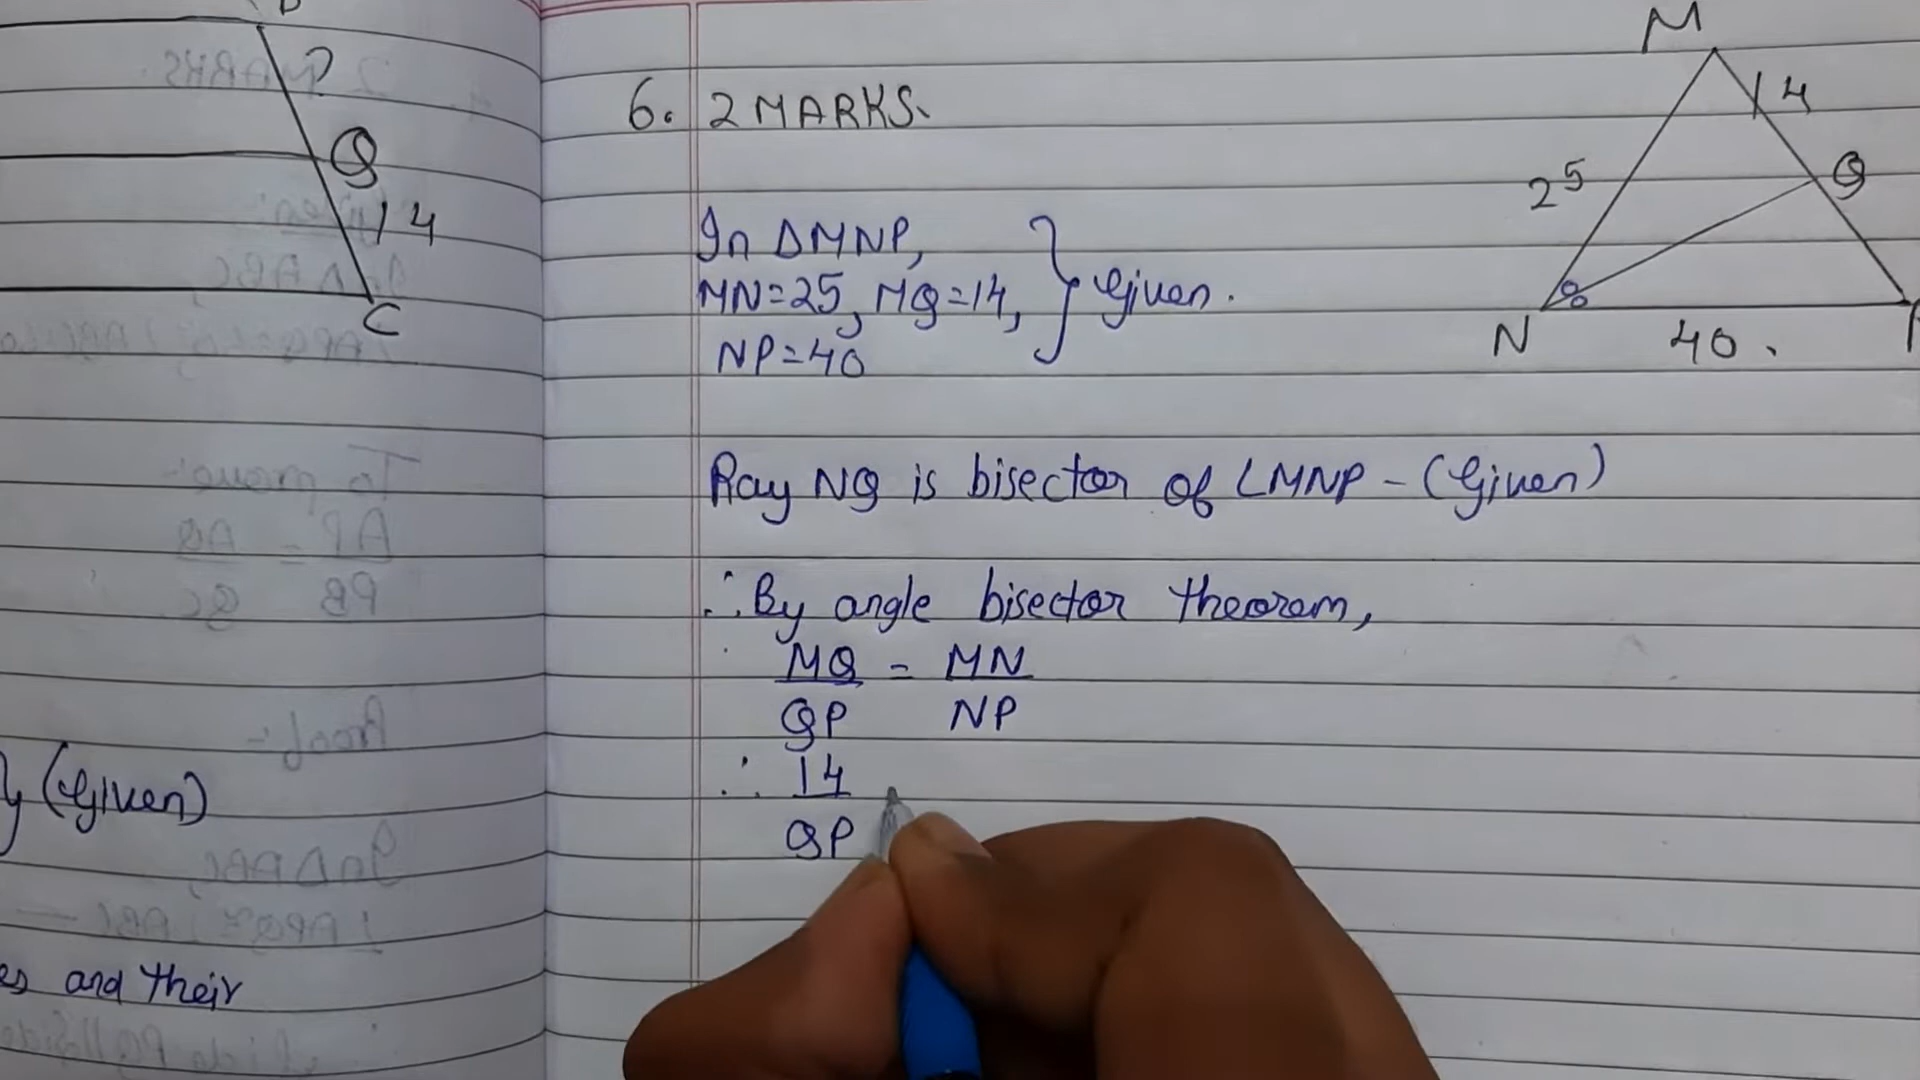 Q
14
C
y (Given)
es and their
6. 2 MARKS.
In ΔMNP,
MN=25, MQ=14, } Given.
NP=40
M
14
25
Q
N
40.
Ray NQ is bisector of ∠MNP - (Given)
∴ By angle bisector theorem,
MQ = MN
QP NP
∴ 14
QP